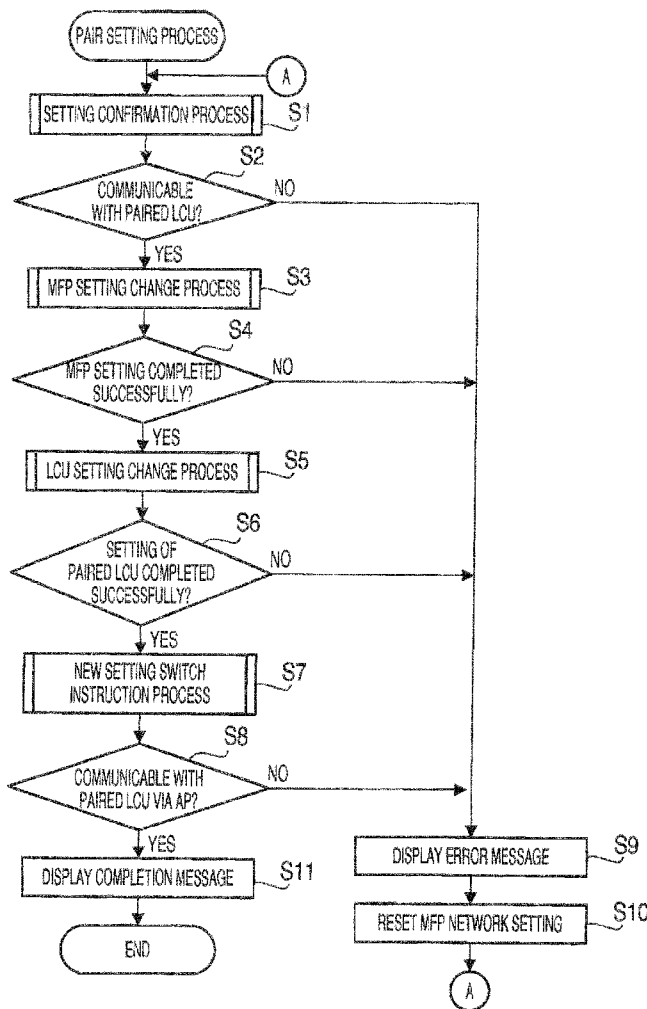 PAIR SETTING PROCESS
A
SETTING CONFIRMATION PROCESS
S1
S2
COMMUNICABLE
WITH PAIRED LCU?
NO
YES
MFP SETTING CHANGE PROCESS
S3
S4
MFP SETTING COMPLETED
SUCCESSFULLY?
NO
YES
LCU SETTING CHANGE PROCESS
S5
S6
SETTING OF
PAIRED LCU COMPLETED
SUCCESSFULLY?
NO
YES
NEW SETTING SWITCH
INSTRUCTION PROCESS
S7
S8
COMMUNICABLE WITH
PAIRED LCU VIA AP?
NO
YES
DISPLAY COMPLETION MESSAGE
S11
END
DISPLAY ERROR MESSAGE
S9
RESET MFP NETWORK SETTING
S10
A